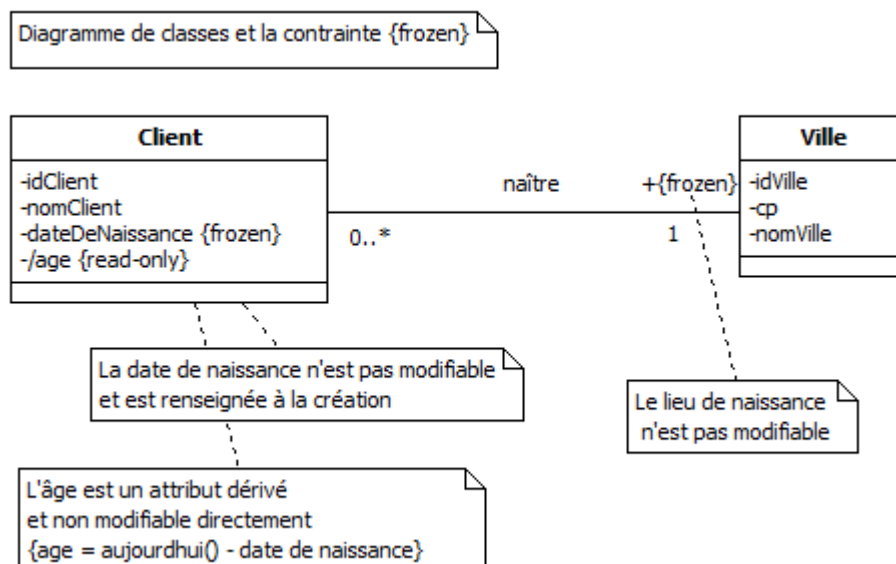 Diagramme de classes et la contrainte {frozen}
Client
-idClient
-nomClient
-dateDeNaissance {frozen}
-/age {read-only}
naître
+{frozen}
0..*
1
Ville
-idVille
-cp
-nomVille
La date de naissance n'est pas modifiable
et est renseignée à la création
Le lieu de naissance
n'est pas modifiable
L'âge est un attribut dérivé
et non modifiable directement
{age = aujourdhui() - date de naissance}